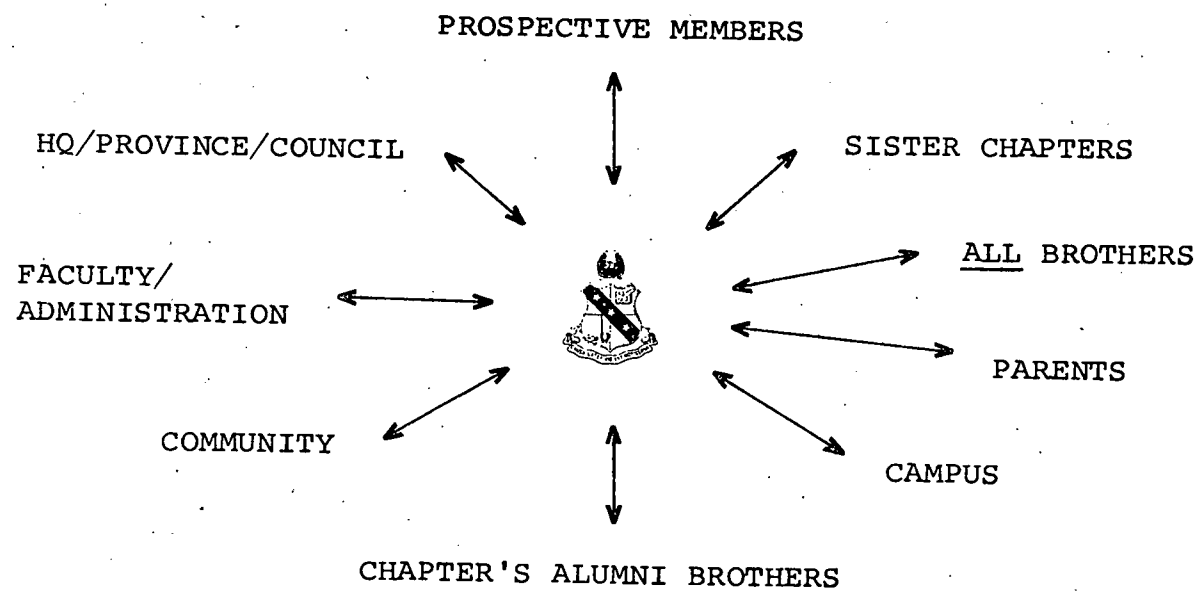 PROSPECTIVE MEMBERS
HQ/PROVINCE/COUNCIL
SISTER CHAPTERS
ALL BROTHERS
FACULTY/
ADMINISTRATION
PARENTS
COMMUNITY
CAMPUS
CHAPTER'S ALUMNI BROTHERS